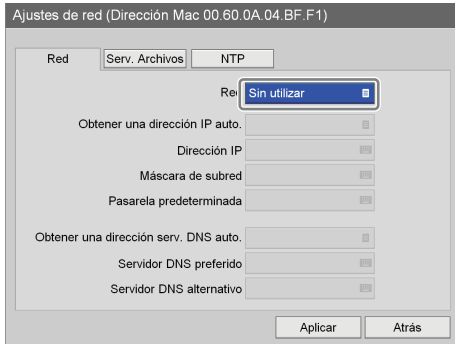 Ajustes de red (Dirección Mac 00.60.0A.04.BF.F1)
Red Serv. Archivos NTP
Red Sin utilizar
Obtener una dirección IP auto.
Dirección IP
Máscara de subred
Pasarela predeterminada
Obtener una dirección serv. DNS auto.
Servidor DNS preferido
Servidor DNS alternativo
Aplicar Atrás